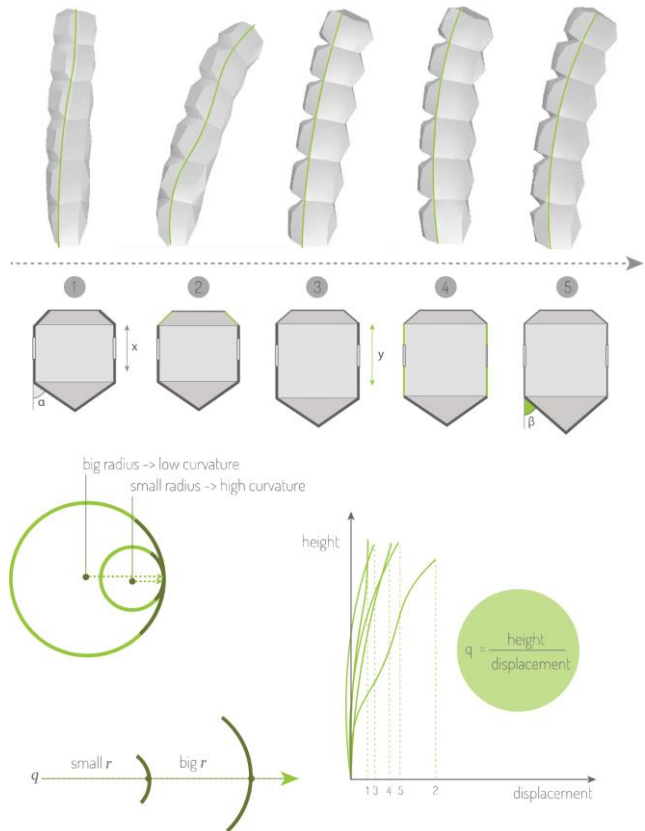 1
2
3
4
5
x
y
α
β
big radius -> low curvature
small radius -> high curvature
height
q = height
displacement
small r
big r
q
1 3 4 5 2
displacement